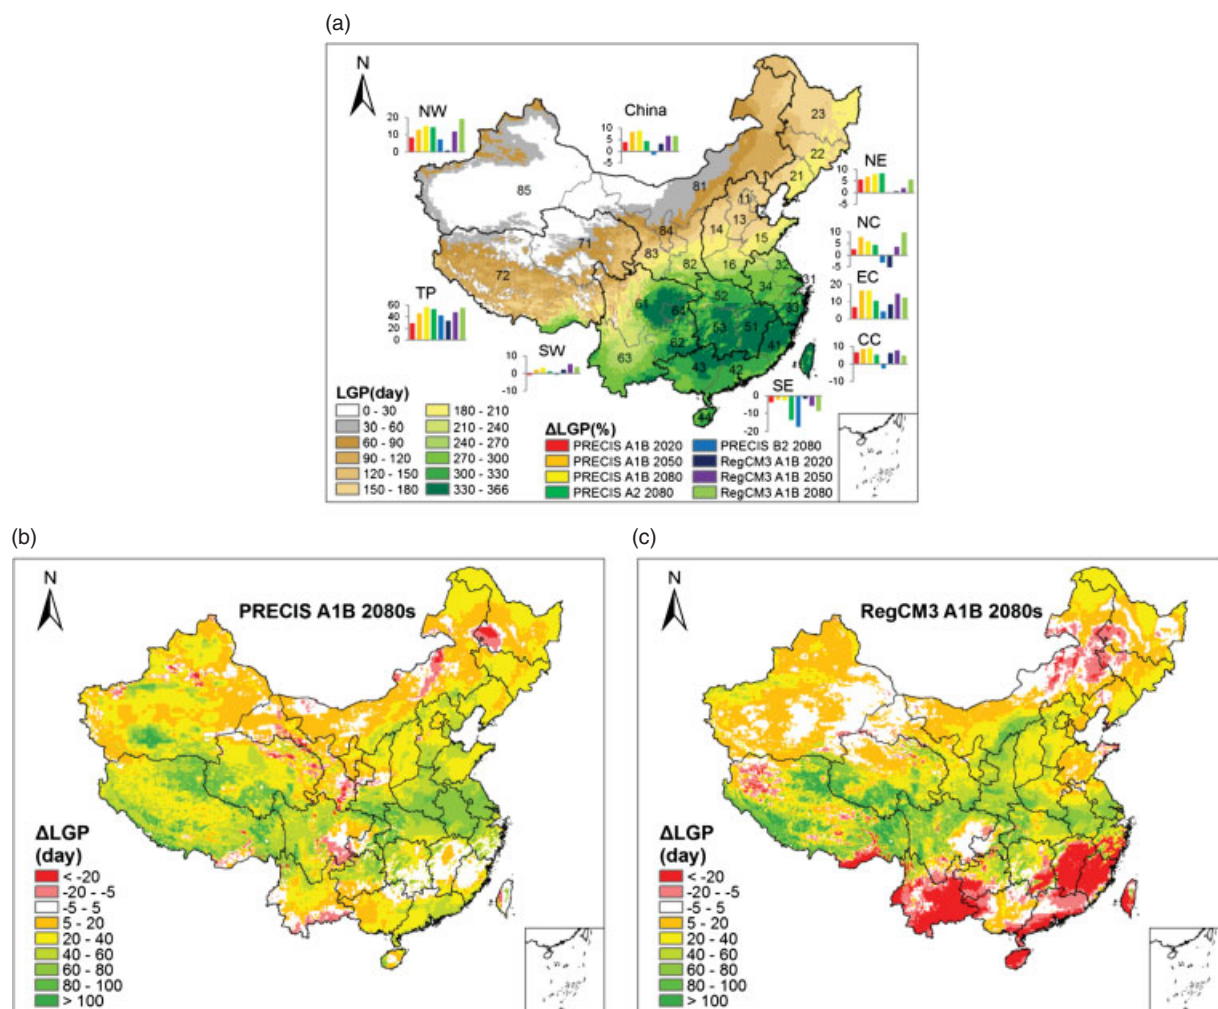 (a)
N
NW
20
10
0
China
10
5
0
-5
23
22
21
NE
10
5
0
-5
85
81
11
13
14
15
84
83
82
16
71
72
NC
10
5
0
-5
32
31
34
33
EC
20
10
0
TP
60
40
20
0
61
64
52
53
51
62
41
63
43
42
44
CC
10
0
-10
SW
10
0
-10
SE
0
-10
-20
LGP(day)
0 - 30
30 - 60
60 - 90
90 - 120
120 - 150
150 - 180
180 - 210
210 - 240
240 - 270
270 - 300
300 - 330
330 - 366
ΔLGP(%)
PRECIS A1B 2020
PRECIS A1B 2050
PRECIS A1B 2080
PRECIS A2 2080
PRECIS B2 2080
RegCM3 A1B 2020
RegCM3 A1B 2050
RegCM3 A1B 2080
(b)
N
PRECIS A1B 2080s
ΔLGP
(day)
< -20
-20 - -5
-5 - 5
5 - 20
20 - 40
40 - 60
60 - 80
80 - 100
> 100
(c)
N
RegCM3 A1B 2080s
ΔLGP
(day)
< -20
-20 - -5
-5 - 5
5 - 20
20 - 40
40 - 60
60 - 80
80 - 100
> 100